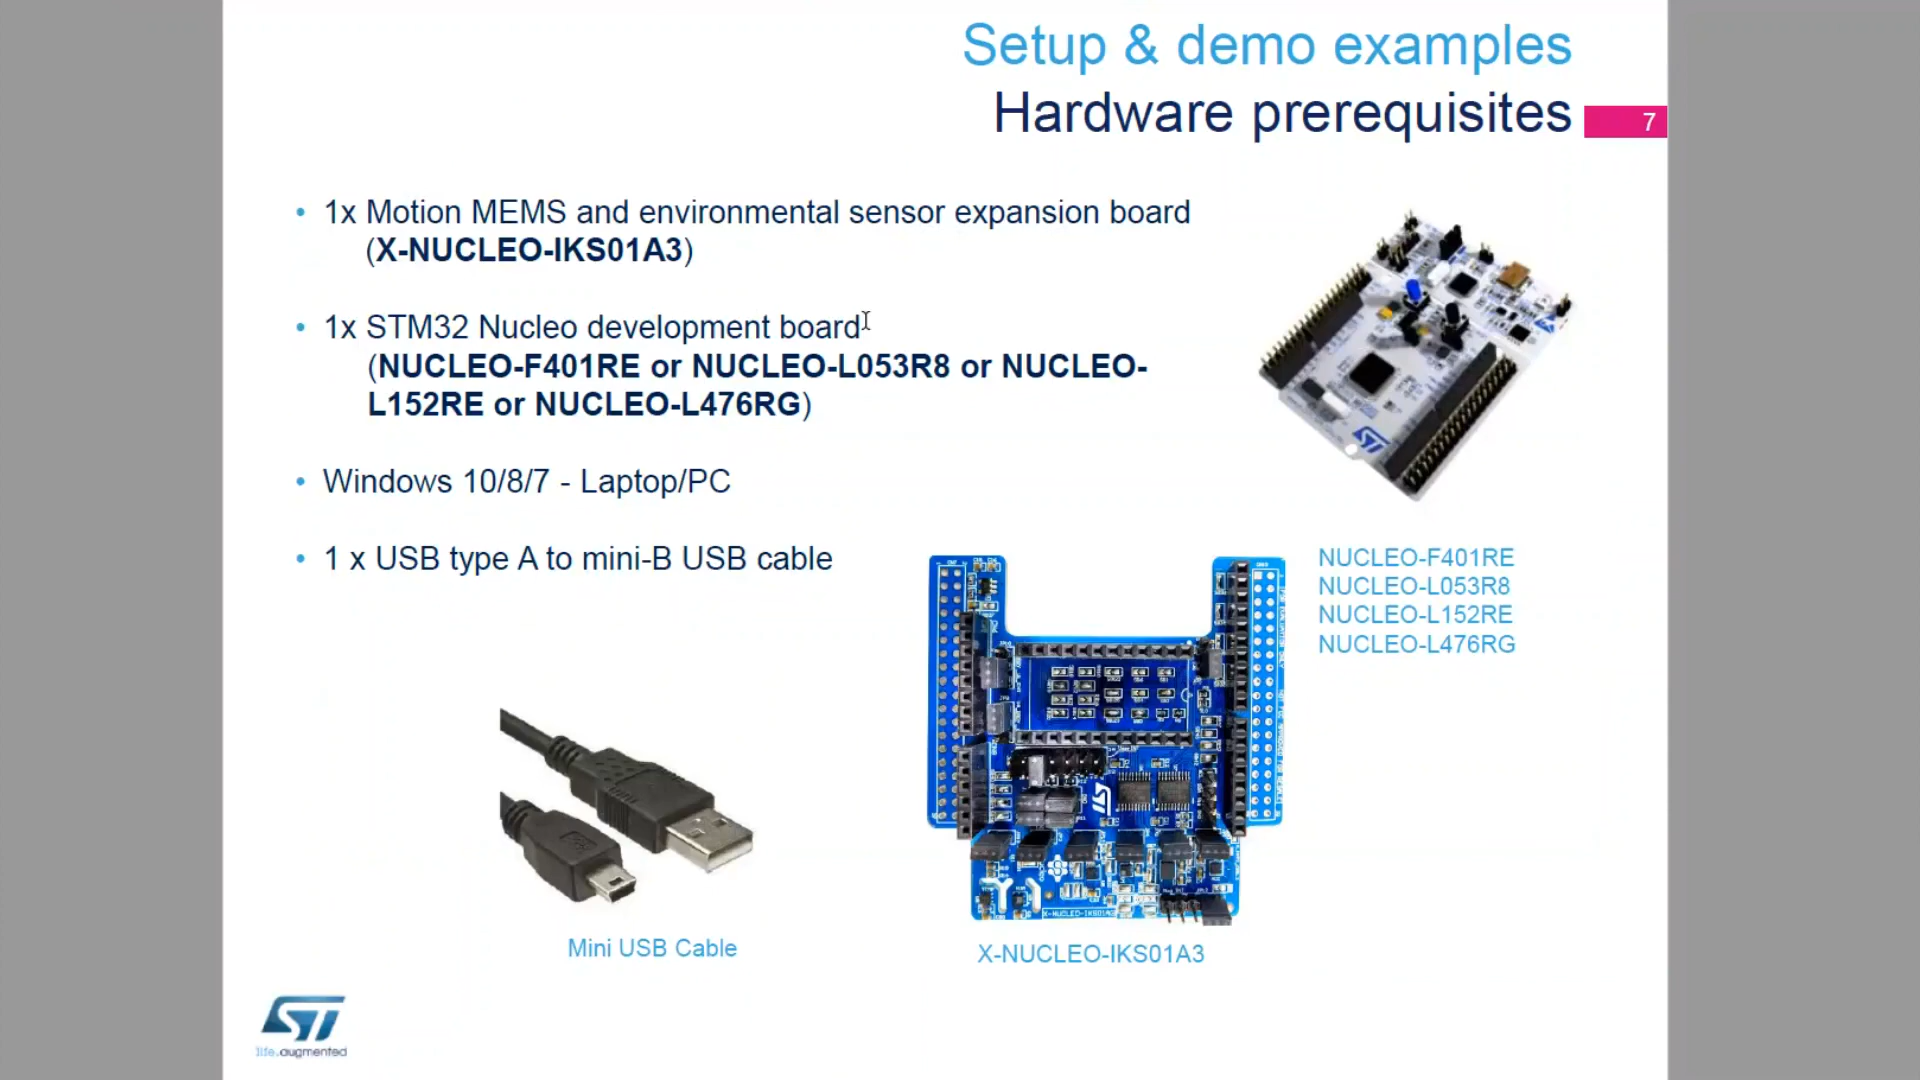 Setup & demo examples
Hardware prerequisites
7
• 1x Motion MEMS and environmental sensor expansion board
(X-NUCLEO-IKS01A3)
• 1x STM32 Nucleo development board
(NUCLEO-F401RE or NUCLEO-L053R8 or NUCLEO-
L152RE or NUCLEO-L476RG)
• Windows 10/8/7 - Laptop/PC
• 1 x USB type A to mini-B USB cable
NUCLEO-F401RE
NUCLEO-L053R8
NUCLEO-L152RE
NUCLEO-L476RG
Mini USB Cable
X-NUCLEO-IKS01A3
ST
life.augmented